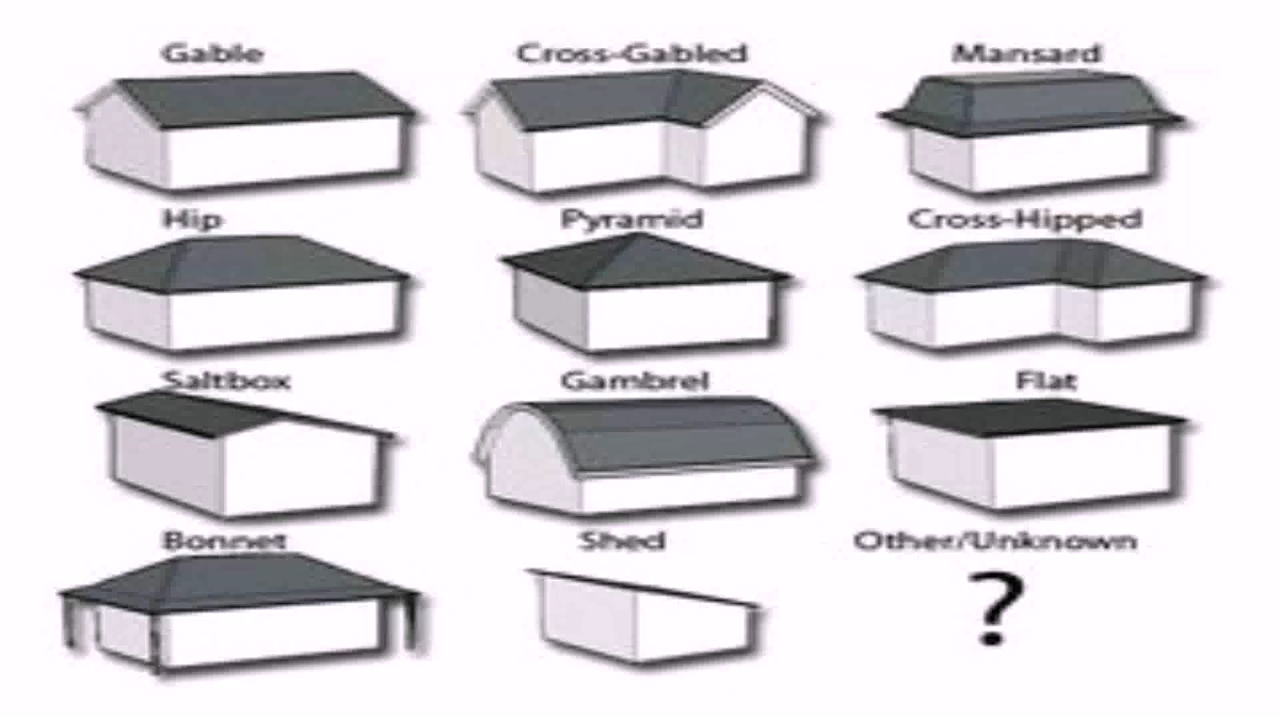 Gable
Cross-Gabled
Mansard
Hip
Pyramid
Cross-Hipped
Saltbox
Gambrel
Flat
Bonnet
Shed
Other/Unknown
?